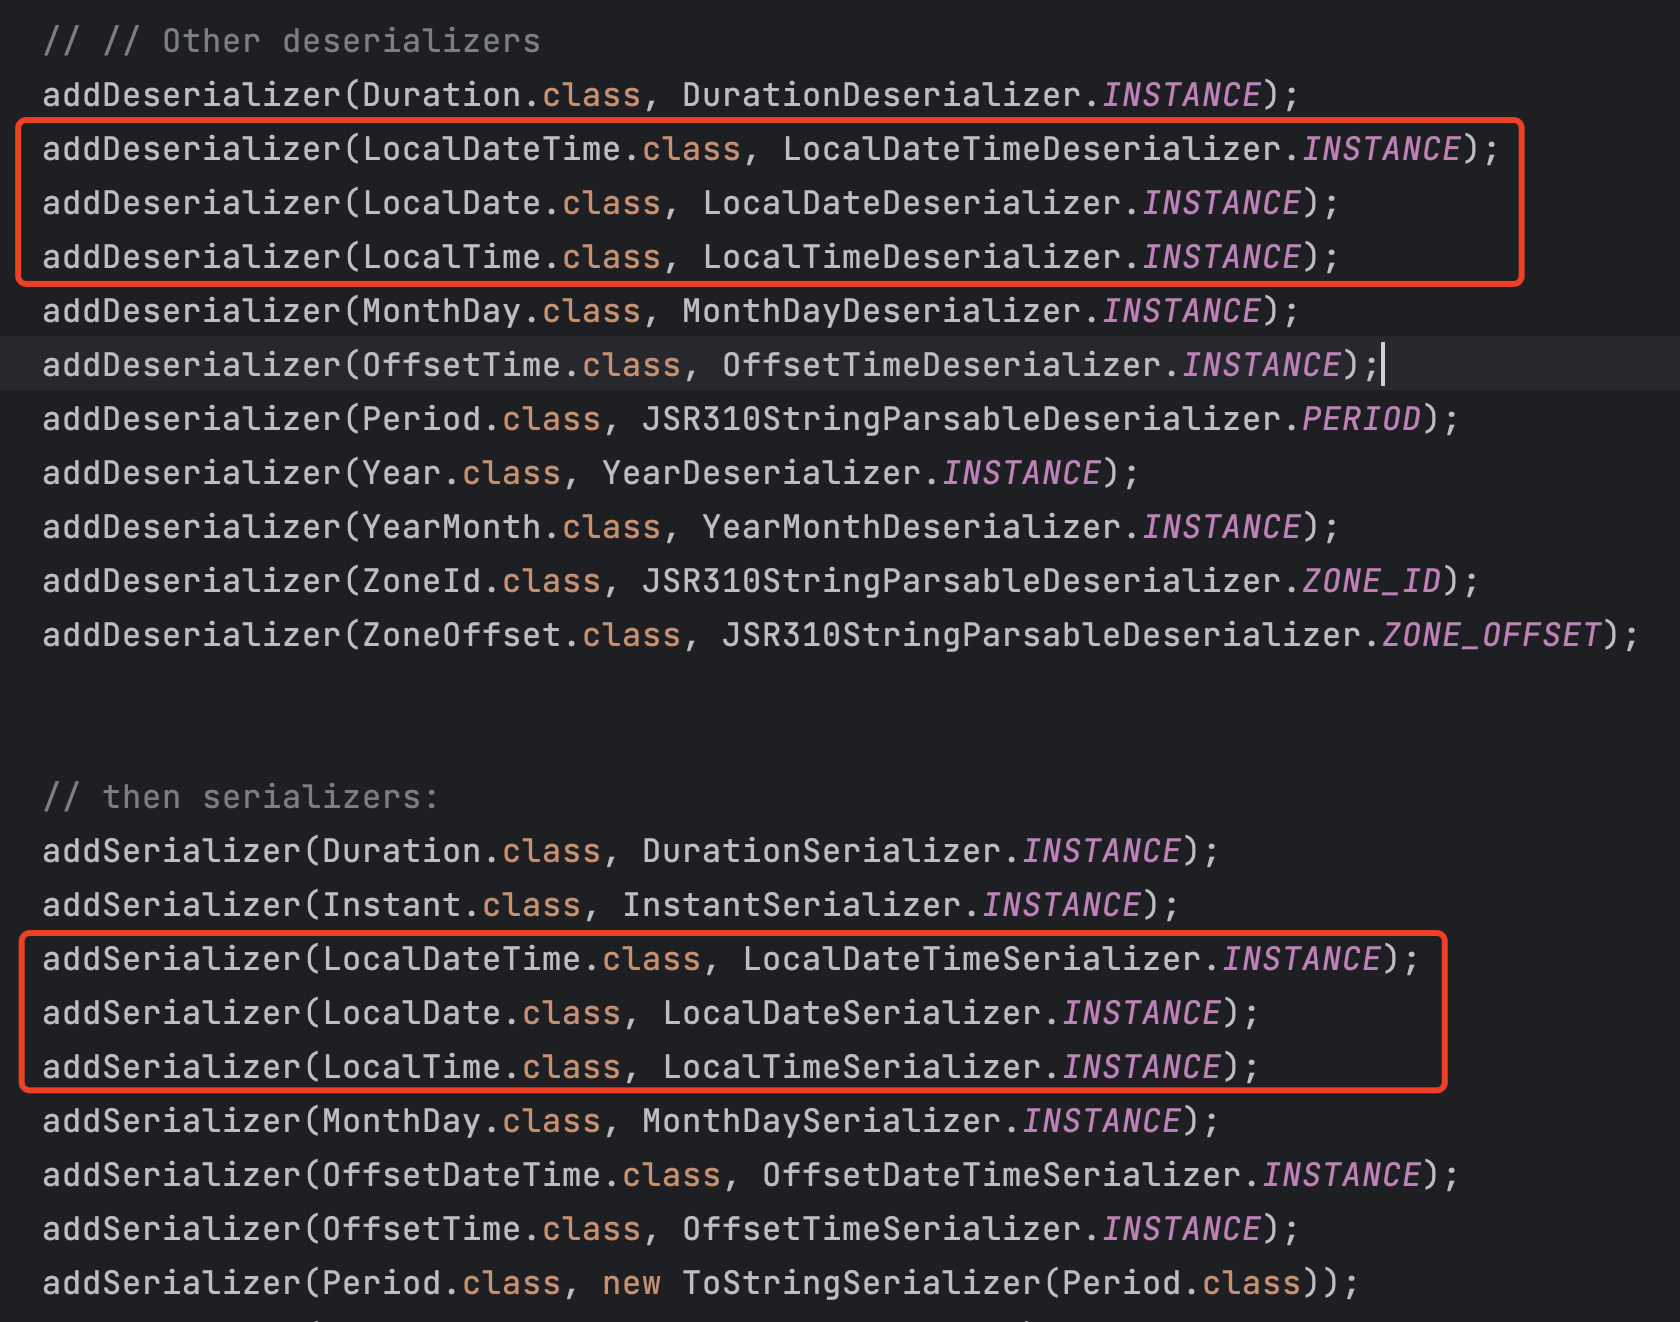 // // Other deserializers
addDeserializer(Duration.class, DurationDeserializer.INSTANCE);
addDeserializer(LocalDateTime.class, LocalDateTimeDeserializer.INSTANCE);
addDeserializer(LocalDate.class, LocalDateDeserializer.INSTANCE);
addDeserializer(LocalTime.class, LocalTimeDeserializer.INSTANCE);
addDeserializer(MonthDay.class, MonthDayDeserializer.INSTANCE);
addDeserializer(OffsetTime.class, OffsetTimeDeserializer.INSTANCE);
addDeserializer(Period.class, JSR310StringParsableDeserializer.PERIOD);
addDeserializer(Year.class, YearDeserializer.INSTANCE);
addDeserializer(YearMonth.class, YearMonthDeserializer.INSTANCE);
addDeserializer(ZoneId.class, JSR310StringParsableDeserializer.ZONE_ID);
addDeserializer(ZoneOffset.class, JSR310StringParsableDeserializer.ZONE_OFFSET);
// then serializers:
addSerializer(Duration.class, DurationSerializer.INSTANCE);
addSerializer(Instant.class, InstantSerializer.INSTANCE);
addSerializer(LocalDateTime.class, LocalDateTimeSerializer.INSTANCE);
addSerializer(LocalDate.class, LocalDateSerializer.INSTANCE);
addSerializer(LocalTime.class, LocalTimeSerializer.INSTANCE);
addSerializer(MonthDay.class, MonthDaySerializer.INSTANCE);
addSerializer(OffsetDateTime.class, OffsetDateTimeSerializer.INSTANCE);
addSerializer(OffsetTime.class, OffsetTimeSerializer.INSTANCE);
addSerializer(Period.class, new ToStringSerializer(Period.class));